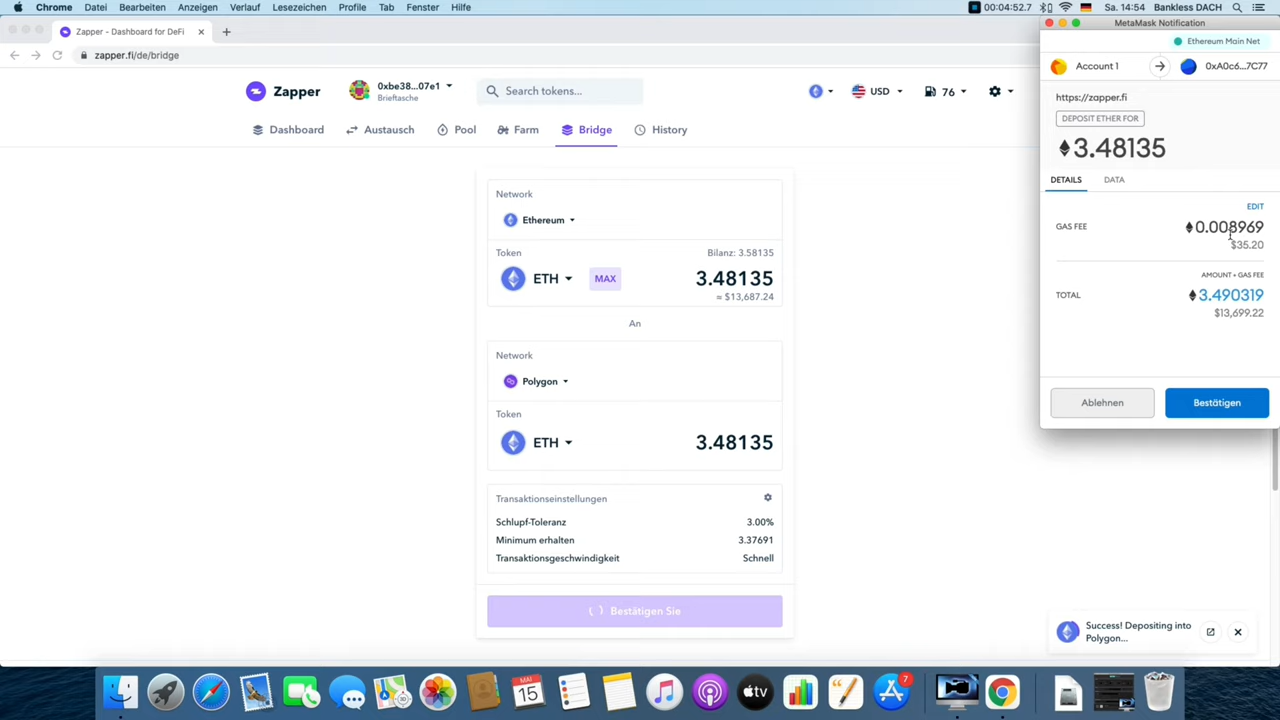 Chrome Datei Bearbeiten Anzeigen Verlauf Lesezeichen Profile Tab Fenster Hilfe 00:04:52.7 Sa. 14:54 Bankless DACH
Zapper - Dashboard for DeFi
zapper.fi/de/bridge
Zapper
0xbe38...07e1
Brieftasche
Search tokens...
USD
76
Dashboard Austausch Pool Farm Bridge History
Network
Ethereum
Token
Bilanz: 3.58135
ETH MAX 3.48135
≈ $13,687.24
An
Network
Polygon
Token
ETH 3.48135
Transaktionseinstellungen
Schlupf-Toleranz 3.00%
Minimum erhalten 3.37691
Transaktionsgeschwindigkeit Schnell
Bestätigen Sie
MetaMask Notification
Ethereum Main Net
Account 1 0xA0c6...7C77
https://zapper.fi
DEPOSIT ETHER FOR
3.48135
DETAILS DATA
EDIT
GAS FEE 0.008969
$35.20
AMOUNT + GAS FEE
TOTAL 3.490319
$13,699.22
Ablehnen Bestätigen
Success! Depositing into
Polygon...
MAI
15
7
tv